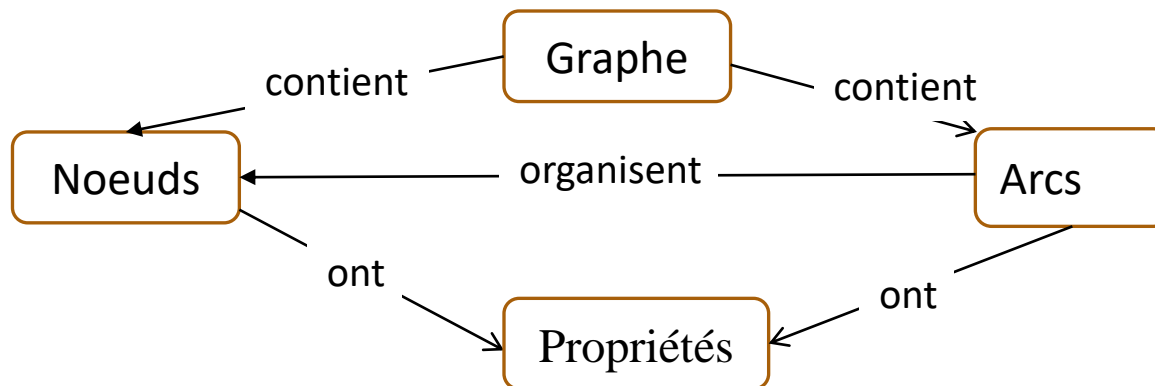 Graphe
contient
contient
Noeuds
organisent
Arcs
ont
ont
Propriétés